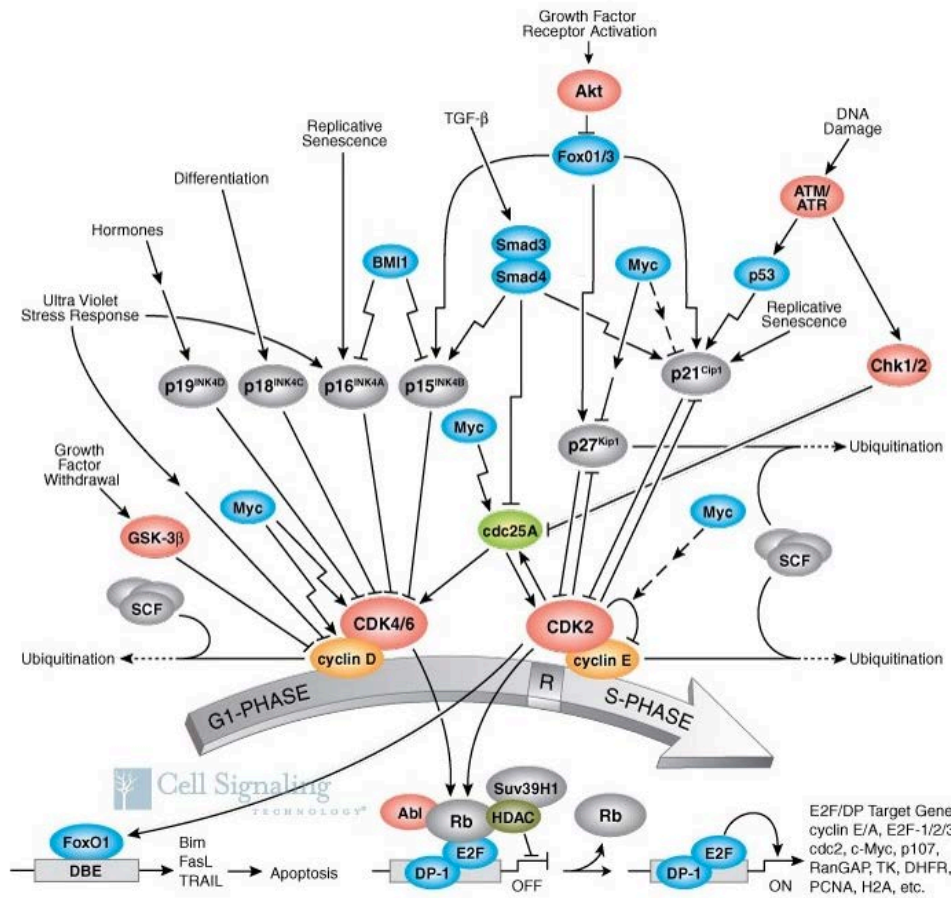 Growth Factor
Receptor Activation
Akt
TGF-β
DNA
Damage
Replicative
Senescence
Fox01/3
Differentiation
ATM/
ATR
Hormones
Smad3
BMI1
Myc
p53
Smad4
Ultra Violet
Stress Response
Replicative
Senescence
p19INK4D
p18INK4C
p16INK4A
p15INK4B
p21Cip1
Chk1/2
Myc
p27Kip1
Ubiquitination
Growth
Factor
Withdrawal
Myc
cdc25A
Myc
GSK-3β
SCF
SCF
CDK4/6
CDK2
Ubiquitination
cyclin D
cyclin E
Ubiquitination
G1-PHASE
R
S-PHASE
Cell Signaling
TECHNOLOGY®
Suv39H1
Abl
Rb
HDAC
Rb
E2F/DP Target Gene
cyclin E/A, E2F-1/2/3
cdc2, c-Myc, p107,
RanGAP, TK, DHFR,
PCNA, H2A, etc.
FoxO1
DBE
Bim
FasL
TRAIL
Apoptosis
E2F
DP-1
OFF
E2F
DP-1
ON